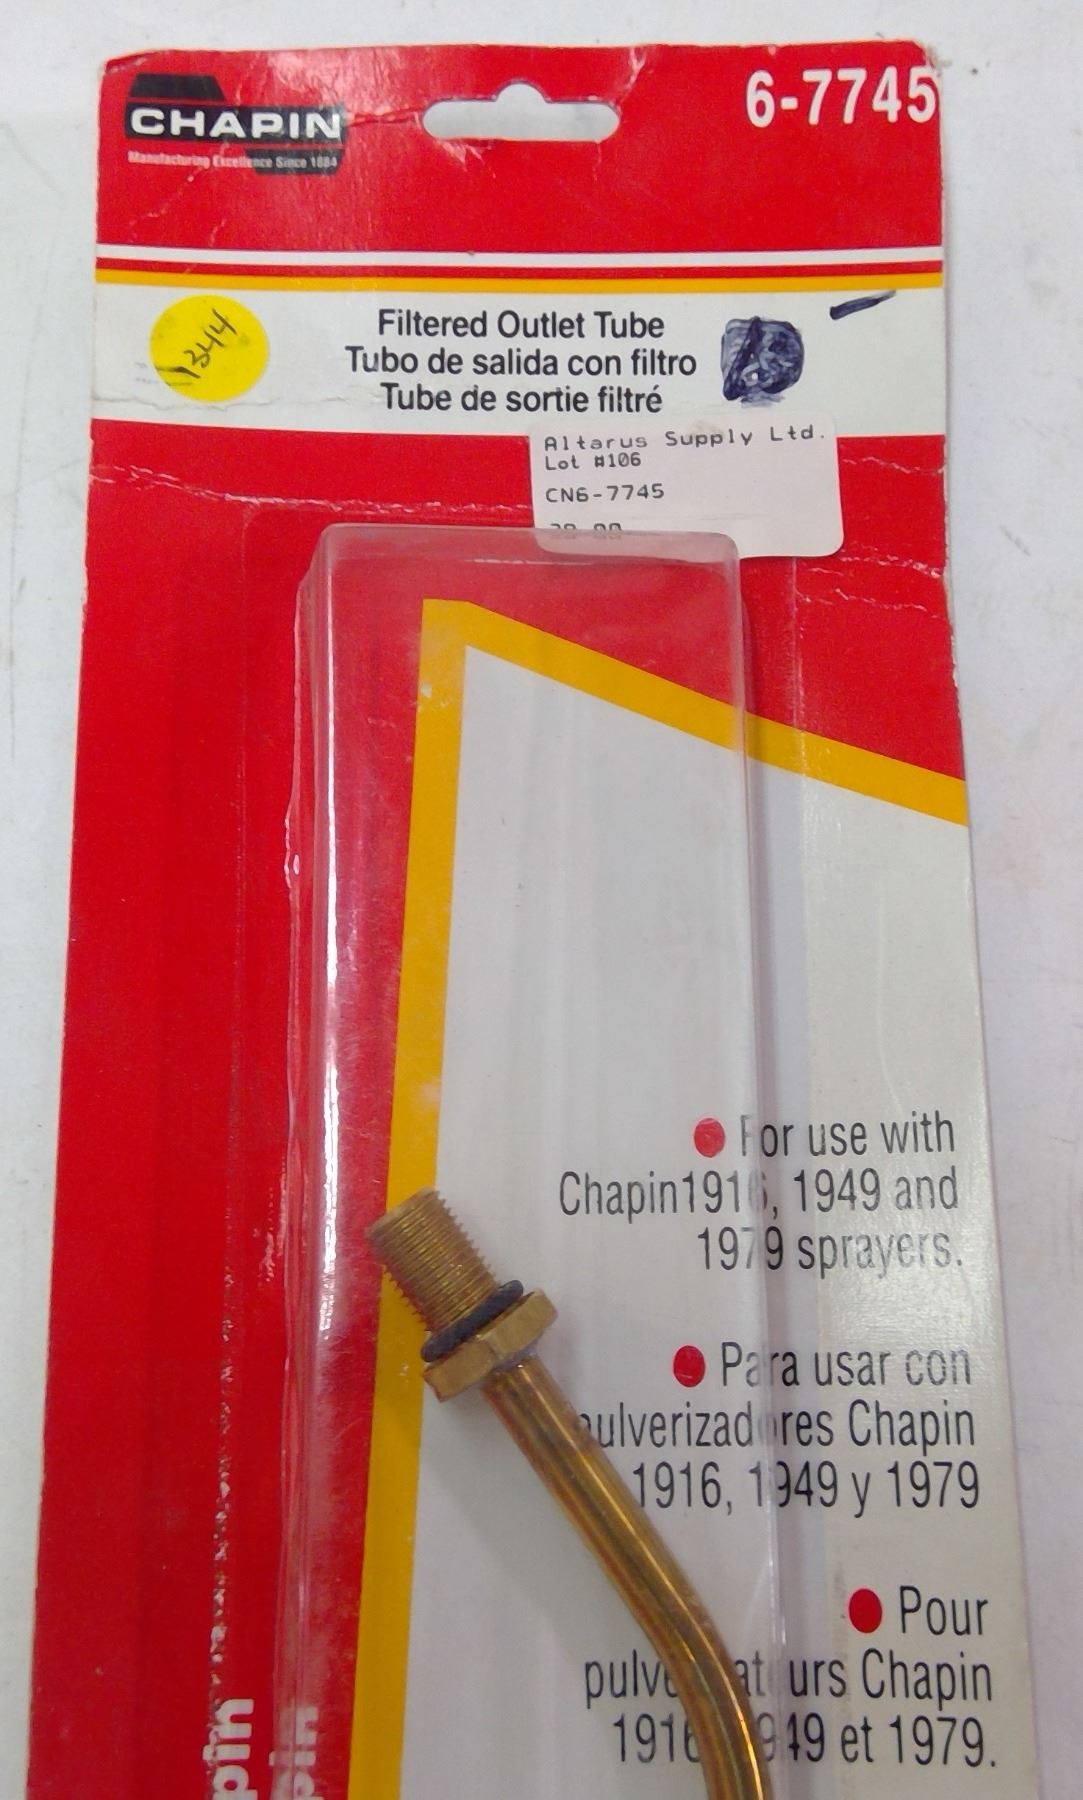 CHAPIN
Manufacturing Excellence Since 1884
6-7745
1344
Filtered Outlet Tube
Tubo de salida con filtro
Tube de sortie filtré
Altarus Supply Ltd.
Lot #106
CN6-7745
For use with
Chapin1916, 1949 and
1979 sprayers.
Para usar con
pulverizadores Chapin
1916, 1949 y 1979
Pour
pulvérisateurs Chapin
1916, 1949 et 1979.
pin
pin